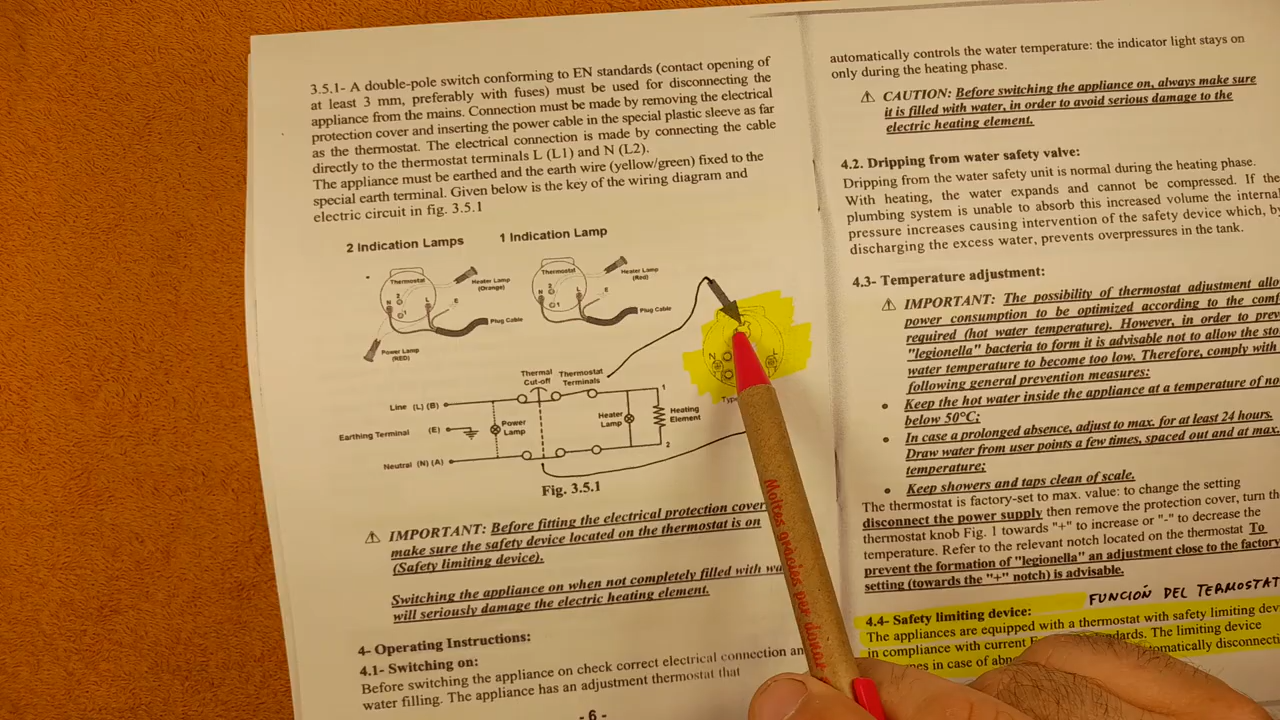 3.5.1- A double-pole switch conforming to EN standards (contact opening of
at least 3 mm, preferably with fuses) must be used for disconnecting the
appliance from the mains. Connection must be made by removing the electrical
protection cover and inserting the power cable in the special plastic sleeve as far
as the thermostat. The electrical connection is made by connecting the cable
directly to the thermostat terminals L (L1) and N (L2).
The appliance must be earthed and the earth wire (yellow/green) fixed to the
special earth terminal. Given below is the key of the wiring diagram and
electric circuit in fig. 3.5.1
2 Indication Lamps
1 Indication Lamp
Thermostat
N
2
1
L
E
Heater Lamp
(Orange)
Plug Cable
Power Lamp
(RED)
Thermostat
N
2
1
L
E
Heater Lamp
(Red)
Plug Cable
N
Thermal
Cut-off
Thermostat
Terminals
Line (L) (B)
Earthing Terminal (E)
Neutral (N) (A)
Power
Lamp
Heater
Lamp
1
Heating
Element
2
Fig. 3.5.1
IMPORTANT: Before fitting the electrical protection cover
make sure the safety device located on the thermostat is on
(Safety limiting device).
Switching the appliance on when not completely filled with
will seriously damage the electric heating element.
4- Operating Instructions:
4.1- Switching on:
Before switching the appliance on check correct electrical connection
water filling. The appliance has an adjustment thermostat that
- 6 -
automatically controls the water temperature: the indicator light stays on
only during the heating phase.
CAUTION: Before switching the appliance on, always make sure
it is filled with water, in order to avoid serious damage to the
electric heating element.
4.2. Dripping from water safety valve:
Dripping from the water safety unit is normal during the heating phase.
With heating, the water expands and cannot be compressed. If the
plumbing system is unable to absorb this increased volume the internal
pressure increases causing intervention of the safety device which, by
discharging the excess water, prevents overpressures in the tank.
4.3- Temperature adjustment:
IMPORTANT: The possibility of thermostat adjustment
power consumption to be optimized according to the
required (hot water temperature). However, in order to
"legionella" bacteria to form it is advisable not to allow the
water temperature to become too low. Therefore, comply with
following general prevention measures:
• Keep the hot water inside the appliance at a temperature of
below 50°C;
• In case a prolonged absence, adjust to max. for at least 24 hours.
Draw water from user points a few times, spaced out and at max.
temperature;
• Keep showers and taps clean of scale.
The thermostat is factory-set to max. value: to change the setting
disconnect the power supply then remove the protection cover, turn the
thermostat knob Fig. 1 towards "+" to increase or "-" to decrease the
temperature. Refer to the relevant notch located on the thermostat To
prevent the formation of "legionella" an adjustment close to the factory
setting (towards the "+" notch) is advisable.
FUNCIÓN DEL
4.4- Safety limiting device:
The appliances are equipped with a thermostat with safety limiting
in compliance with current
The limiting device
in case of
Moltes gràcies per donar